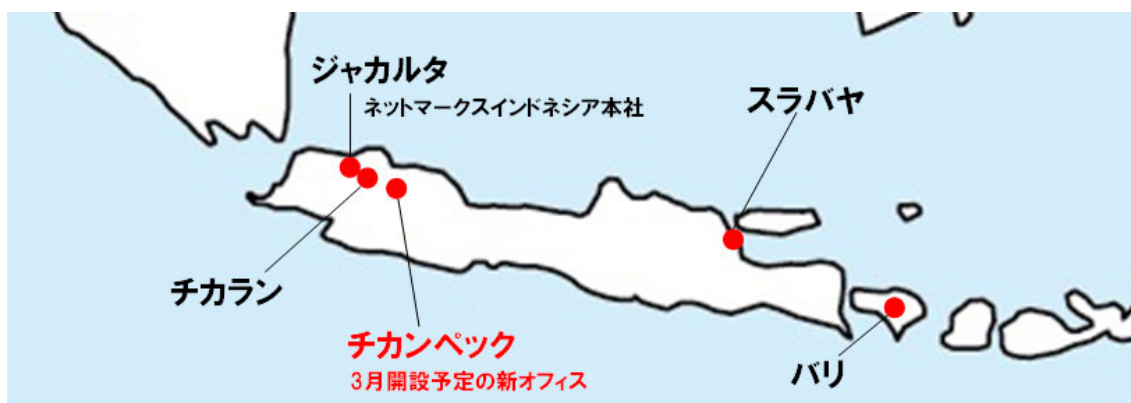 ジャカルタ
ネットマークスインドネシア本社
スラバヤ
チカラン
チカンペック
3月開設予定の新オフィス
バリ